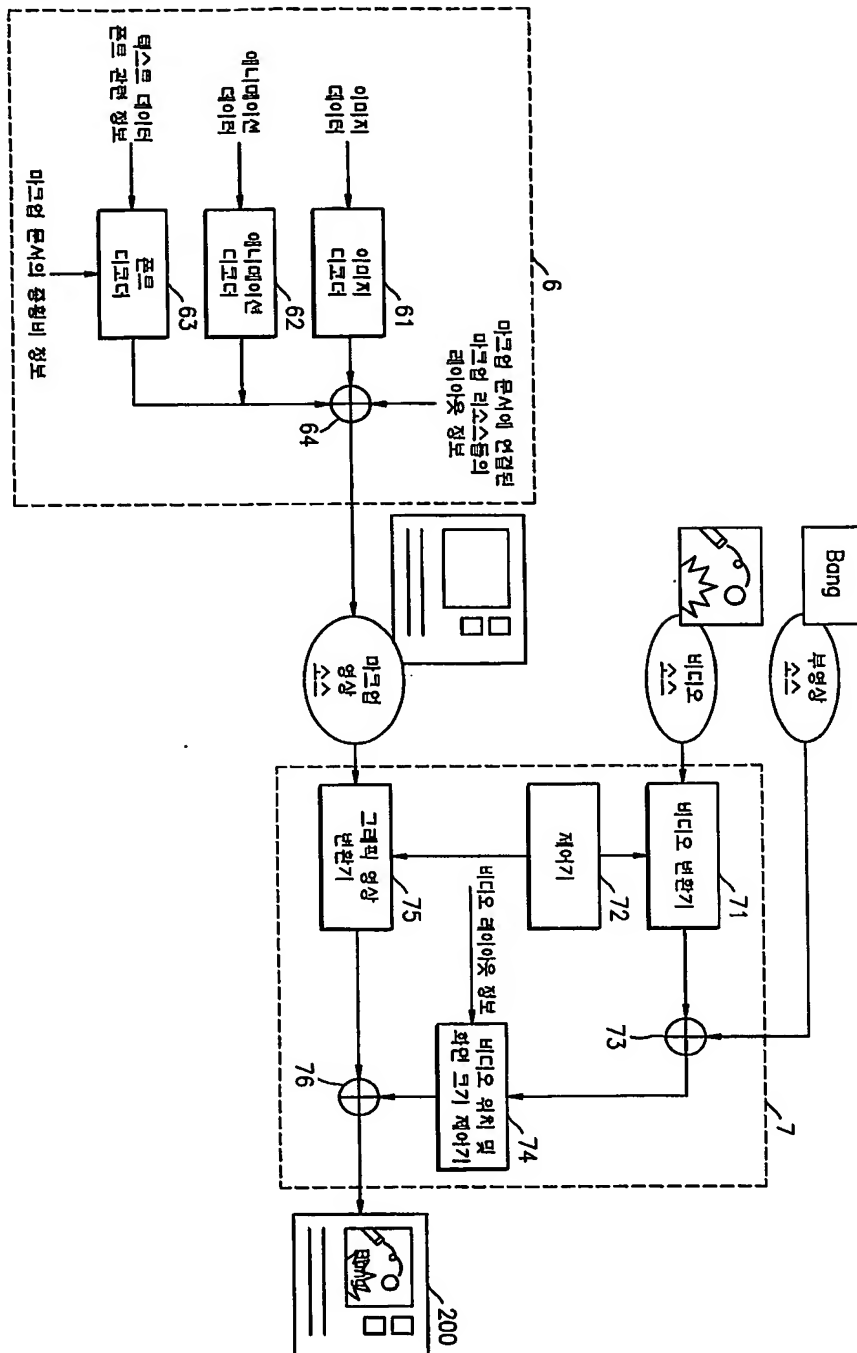 Bang
부영상
소스
7
비디오
소스
비디오 변환기
71
73
6
제어기
72
비디오 레이아웃 정보
비디오 위치 및
화면 크기 제어기
74
마크업 문서에 연결된
마크업 리소스들의
레이아웃 정보
이미지
데이터
이미지
디코더
61
64
마크업
영상
소스
그래픽 영상
변환기
75
76
Bang
200
애니메이션
데이터
애니메이션
디코더
62
텍스트 데이터
폰트 관련 정보
폰트
디코더
63
마크업 문서의 종횡비 정보